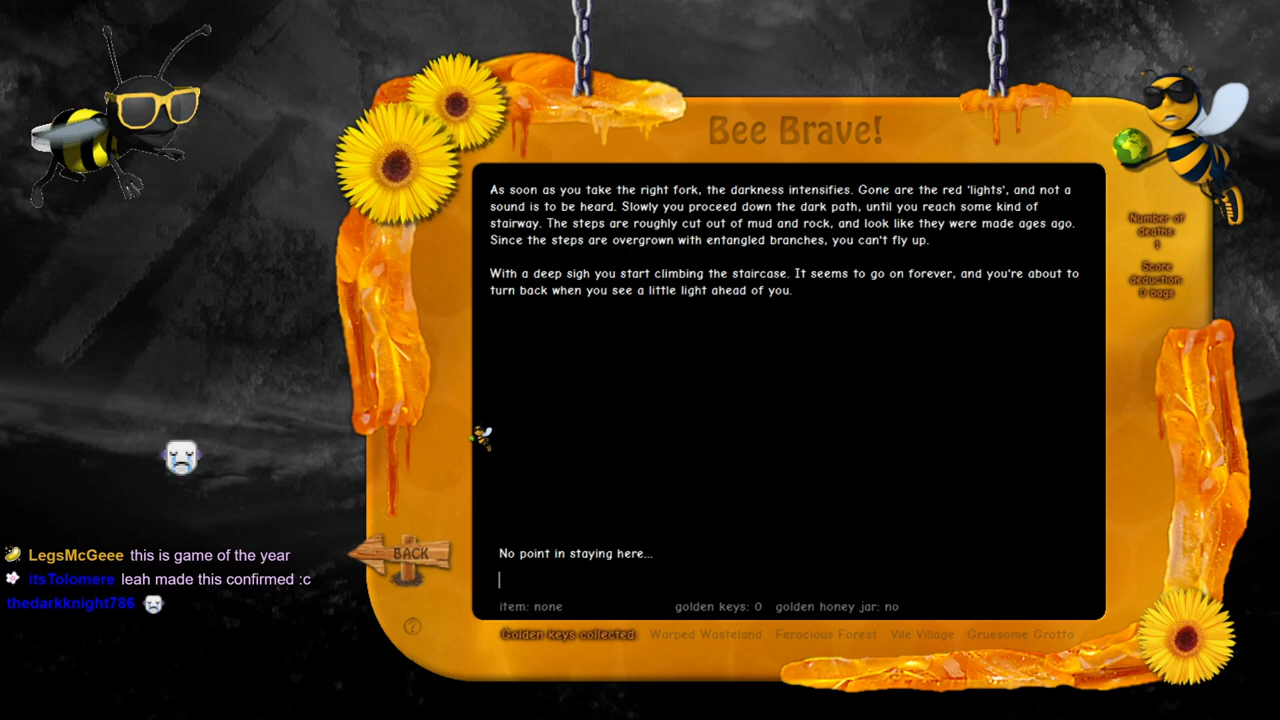 Bee Brave!
As soon as you take the right fork, the darkness intensifies. Gone are the red 'lights', and not a
sound is to be heard. Slowly you proceed down the dark path, until you reach some kind of
stairway. The steps are roughly cut out of mud and rock, and look like they were made ages ago.
Since the steps are overgrown with entangled branches, you can't fly up.
With a deep sigh you start climbing the staircase. It seems to go on forever, and you're about to
turn back when you see a little light ahead of you.
Number of
deaths:
1
Score
deduction:
0 bags
No point in staying here...
item: none golden keys: 0 golden honey jar: no
BACK
?
Golden keys collected Warped Wasteland Ferocious Forest Vile Village Gruesome Grotto
LegsMcGeee this is game of the year
itsTolomere leah made this confirmed :c
thedarkknight786